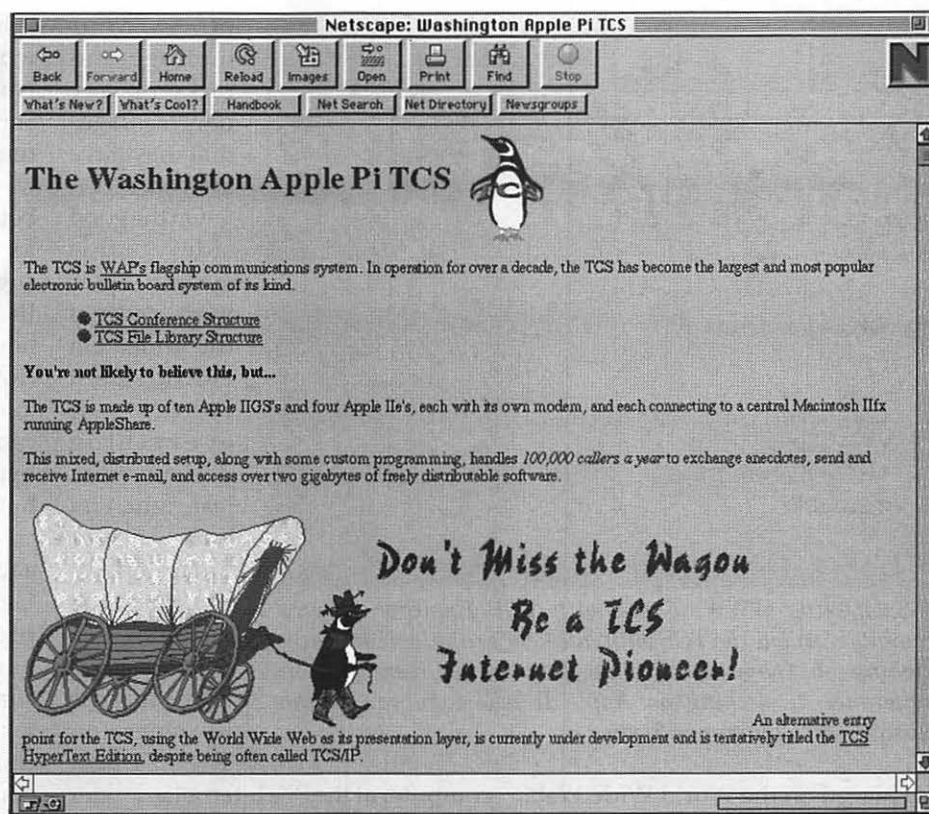 Netscape: Washington Apple Pi TCS
Back Forward Home Reload Images Open Print Find Stop
What's New? What's Cool? Handbook Net Search Net Directory Newsgroups
N
The Washington Apple Pi TCS
The TCS is WAP's flagship communications system. In operation for over a decade, the TCS has become the largest and most popular
electronic bulletin board system of its kind.
TCS Conference Structure
TCS File Library Structure
You're not likely to believe this, but...
The TCS is made up of ten Apple IIGS's and four Apple IIe's, each with its own modem, and each connecting to a central Macintosh IIfx
running AppleShare.
This mixed, distributed setup, along with some custom programming, handles 100,000 callers a year to exchange anecdotes, send and
receive Internet e-mail, and access over two gigabytes of freely distributable software.
Don't Miss the Wagon
Be a TCS
Internet Pioneer!
An alternative entry
point for the TCS, using the World Wide Web as its presentation layer, is currently under development and is tentatively titled the TCS
HyperText Edition, despite being often called TCS/IP.